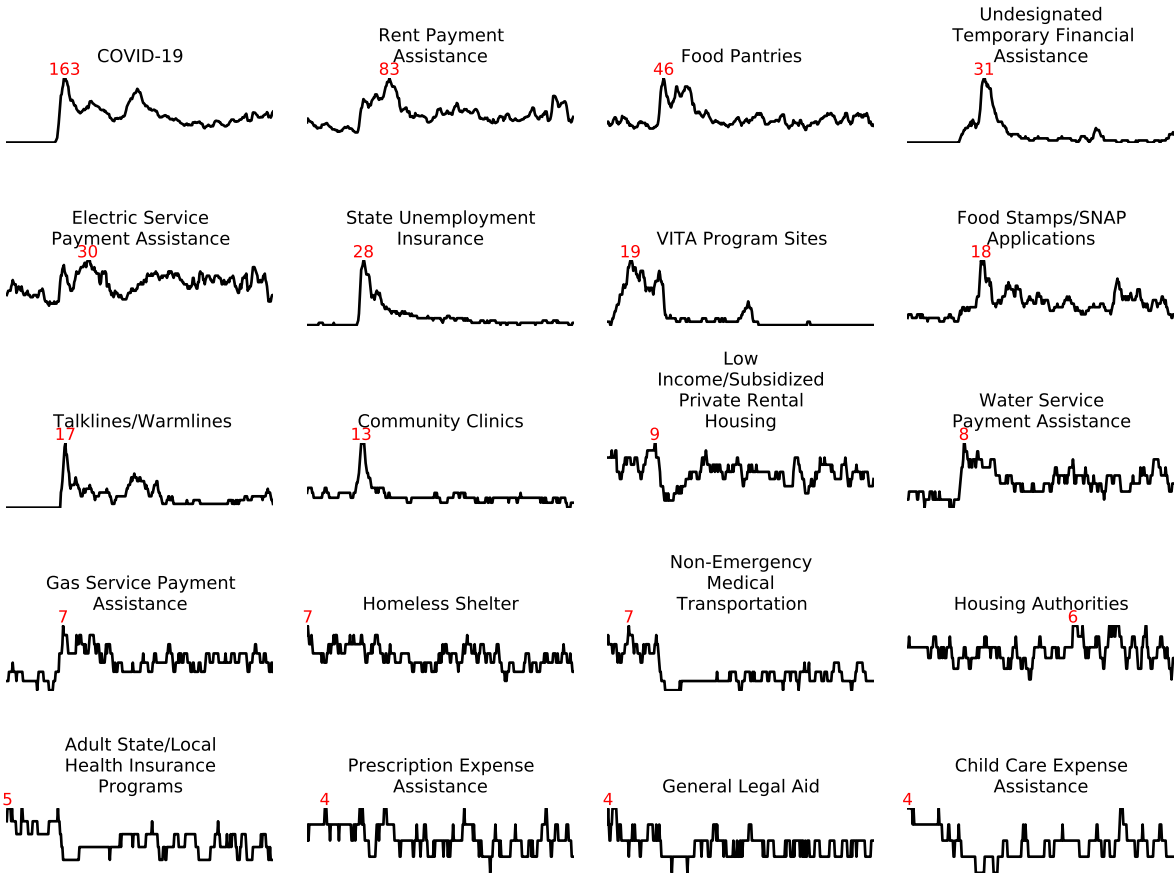 COVID-19
163
Rent Payment
Assistance
83
Food Pantries
46
Undesignated
Temporary Financial
Assistance
31
Electric Service
Payment Assistance
30
State Unemployment
Insurance
28
VITA Program Sites
19
Food Stamps/SNAP
Applications
18
Talklines/Warmlines
17
Community Clinics
13
Low
Income/Subsidized
Private Rental
Housing
9
Water Service
Payment Assistance
8
Gas Service Payment
Assistance
7
Homeless Shelter
7
Non-Emergency
Medical
Transportation
7
Housing Authorities
6
Adult State/Local
Health Insurance
Programs
5
Prescription Expense
Assistance
4
General Legal Aid
4
Child Care Expense
Assistance
4